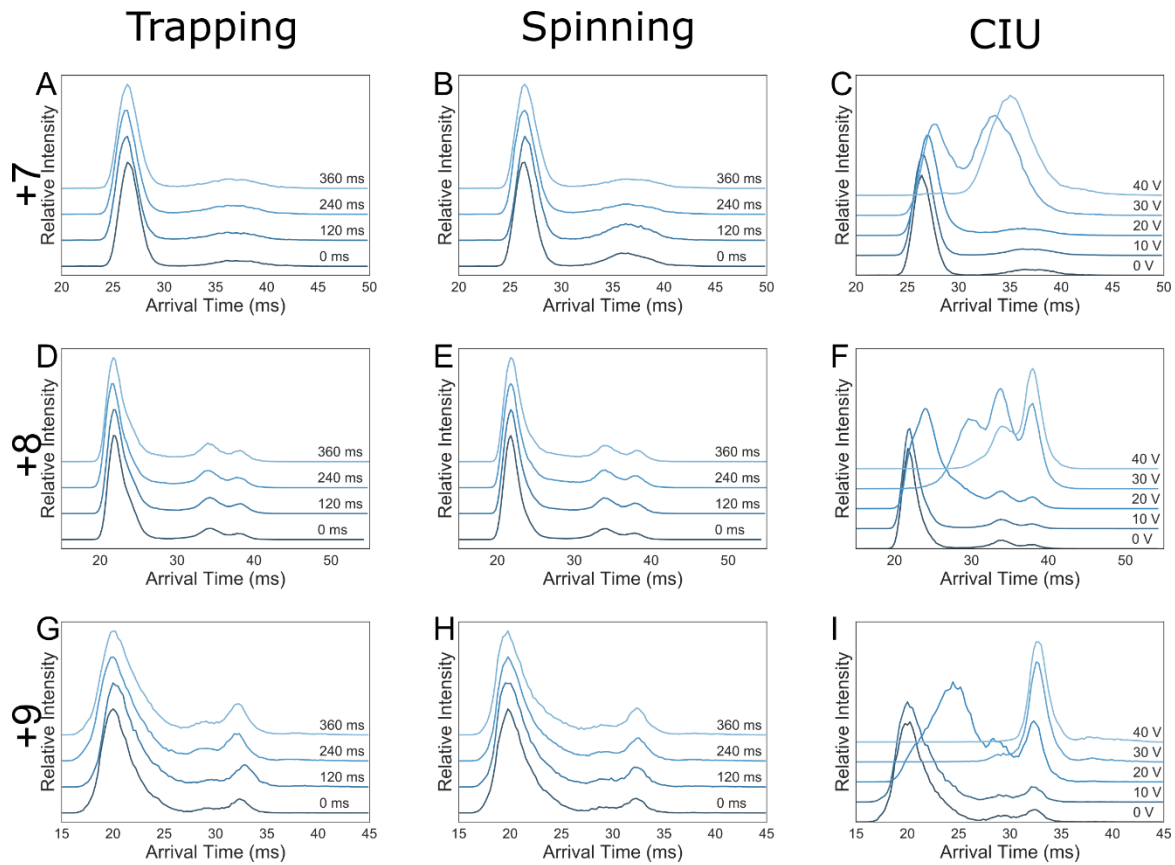 Trapping Spinning CIU
+7
A
Relative Intensity
360 ms
240 ms
120 ms
0 ms
20 25 30 35 40 45 50
Arrival Time (ms)
B
Relative Intensity
360 ms
240 ms
120 ms
0 ms
20 25 30 35 40 45 50
Arrival Time (ms)
C
Relative Intensity
40 V
30 V
20 V
10 V
0 V
20 25 30 35 40 45 50
Arrival Time (ms)
+8
D
Relative Intensity
360 ms
240 ms
120 ms
0 ms
20 30 40 50
Arrival Time (ms)
E
Relative Intensity
360 ms
240 ms
120 ms
0 ms
20 30 40 50
Arrival Time (ms)
F
Relative Intensity
40 V
30 V
20 V
10 V
0 V
20 30 40 50
Arrival Time (ms)
+9
G
Relative Intensity
360 ms
240 ms
120 ms
0 ms
15 20 25 30 35 40 45
Arrival Time (ms)
H
Relative Intensity
360 ms
240 ms
120 ms
0 ms
15 20 25 30 35 40 45
Arrival Time (ms)
I
Relative Intensity
40 V
30 V
20 V
10 V
0 V
15 20 25 30 35 40 45
Arrival Time (ms)